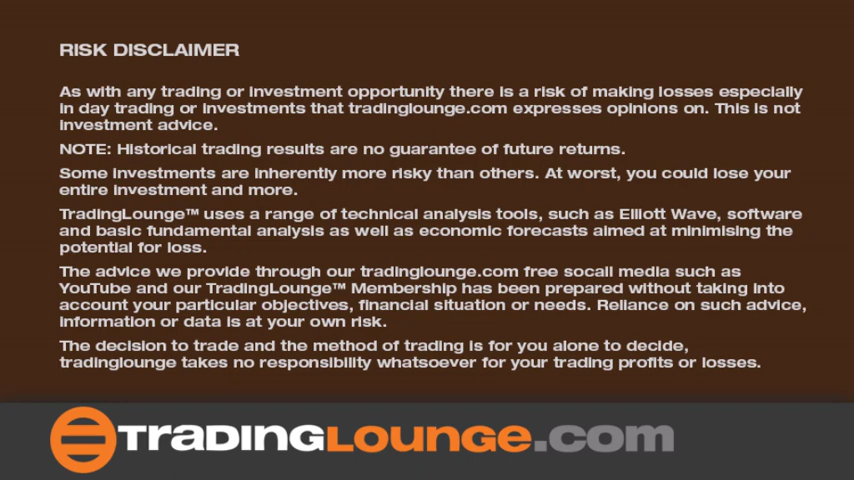 RISK DISCLAIMER
As with any trading or investment opportunity there is a risk of making losses especially
in day trading or investments that tradinglounge.com expresses opinions on. This is not
investment advice.
NOTE: Historical trading results are no guarantee of future returns.
Some investments are inherently more risky than others. At worst, you could lose your
entire investment and more.
TradingLounge™ uses a range of technical analysis tools, such as Elliott Wave, software
and basic fundamental analysis as well as economic forecasts aimed at minimising the
potential for loss.
The advice we provide through our tradinglounge.com free socail media such as
YouTube and our TradingLounge™ Membership has been prepared without taking into
account your particular objectives, financial situation or needs. Reliance on such advice,
information or data is at your own risk.
The decision to trade and the method of trading is for you alone to decide,
tradinglounge takes no responsibility whatsoever for your trading profits or losses.
TRADINGLOUNGE.COM